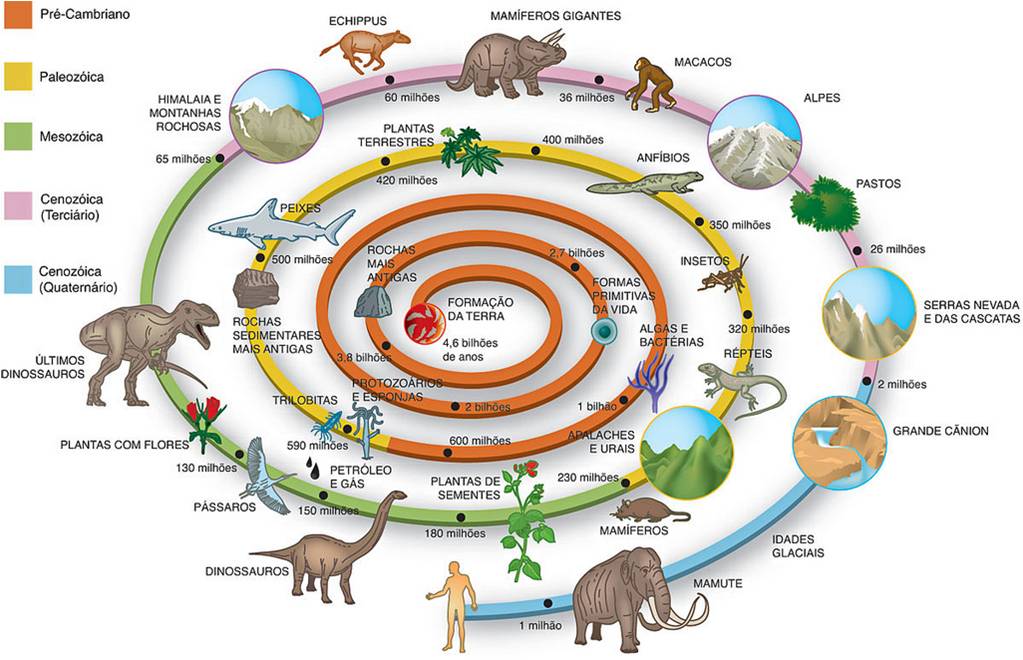 Pré-Cambriano
Paleozóica
Mesozóica
Cenozóica
(Terciário)
Cenozóica
(Quaternário)
FORMAÇÃO
DA TERRA
4,6 bilhões
de anos
ROCHAS
MAIS
ANTIGAS
3,8 bilhões
2,7 bilhões
FORMAS
PRIMITIVAS
DA VIDA
2 bilhões
1 bilhão
ALGAS E
BACTÉRIAS
600 milhões
PROTOZOÁRIOS
E ESPONJAS
TRILOBITAS
590 milhões
ROCHAS
SEDIMENTARES
MAIS ANTIGAS
500 milhões
PEIXES
420 milhões
PLANTAS
TERRESTRES
400 milhões
ANFÍBIOS
350 milhões
INSETOS
320 milhões
RÉPTEIS
APALACHES
E URAIS
230 milhões
MAMÍFEROS
PLANTAS DE
SEMENTES
180 milhões
DINOSSAUROS
150 milhões
PETRÓLEO
E GÁS
PÁSSAROS
130 milhões
PLANTAS COM FLORES
ÚLTIMOS
DINOSSAUROS
65 milhões
HIMALAIA E
MONTANHAS
ROCHOSAS
ECHIPPUS
60 milhões
MAMÍFEROS GIGANTES
36 milhões
MACACOS
ALPES
PASTOS
26 milhões
SERRAS NEVADA
E DAS CASCATAS
2 milhões
GRANDE CÃNION
IDADES
GLACIAIS
MAMUTE
1 milhão